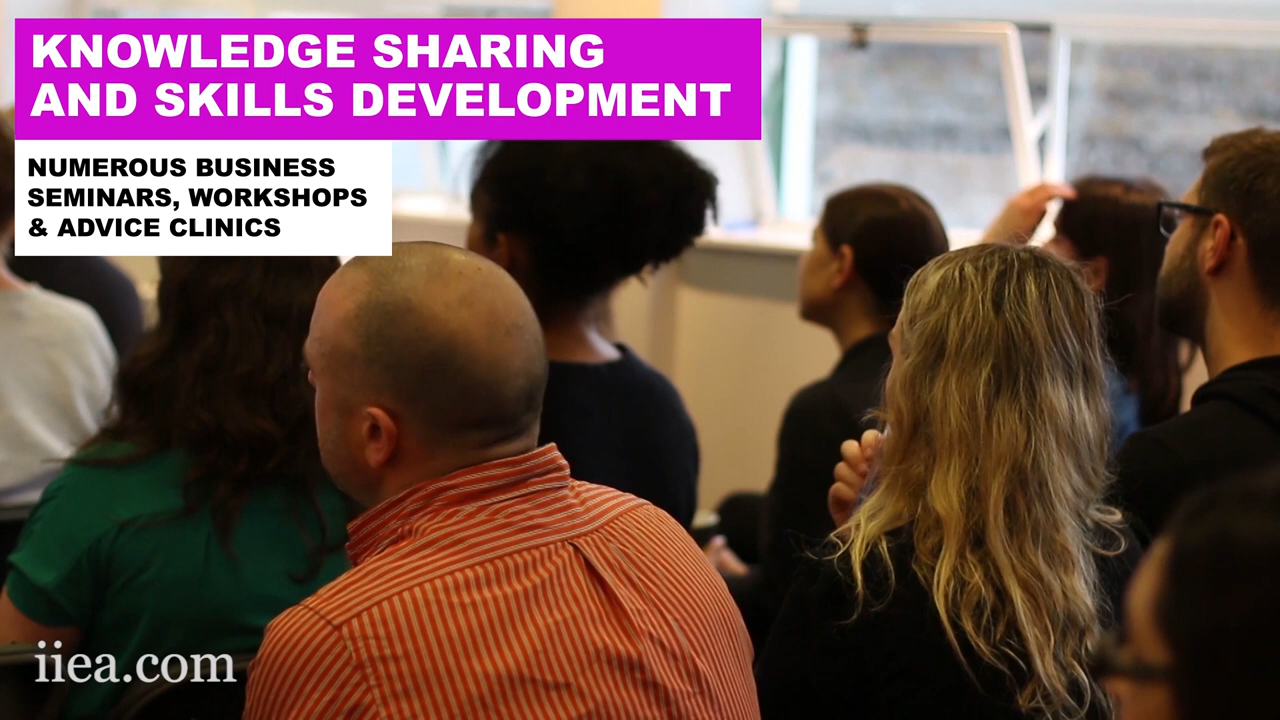 KNOWLEDGE SHARING
AND SKILLS DEVELOPMENT
NUMEROUS BUSINESS
SEMINARS, WORKSHOPS
& ADVICE CLINICS
iiea.com